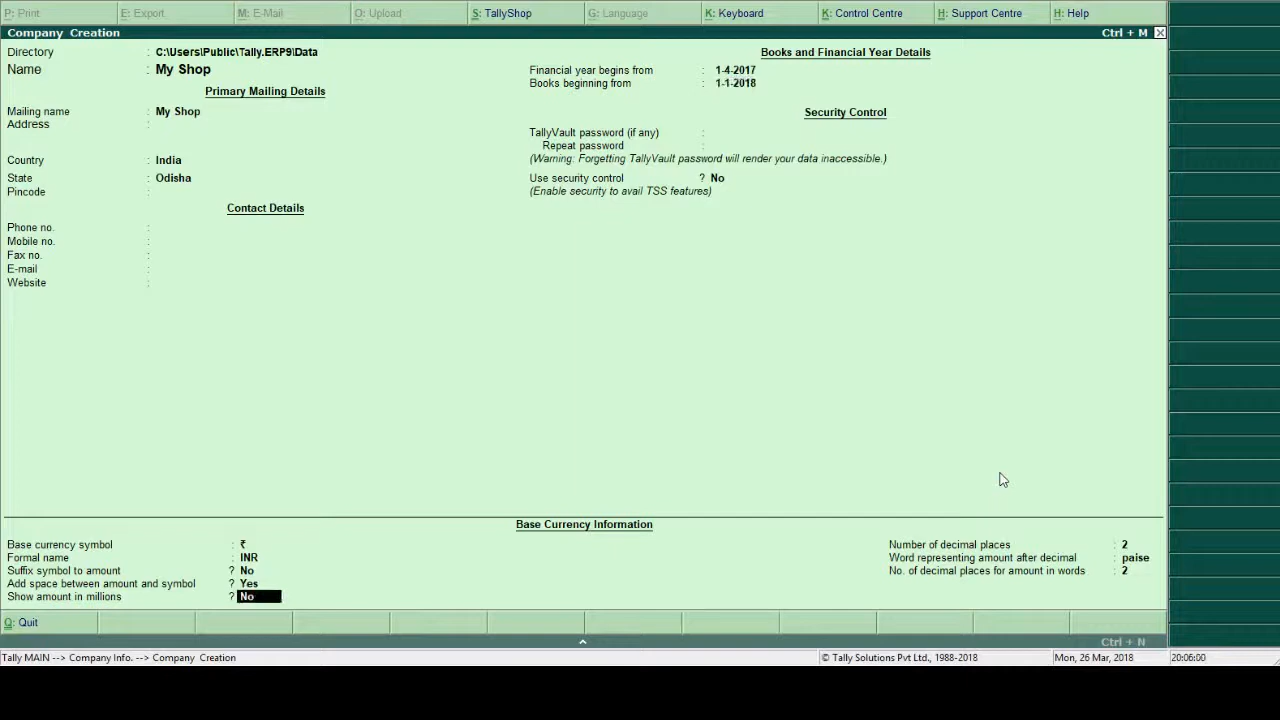 P: Print E: Export M: E-Mail O: Upload S: TallyShop G: Language K: Keyboard K: Control Centre H: Support Centre H: Help
Company Creation Ctrl + M
Directory : C:\Users\Public\Tally.ERP9\Data
Name : My Shop
Primary Mailing Details
Mailing name : My Shop
Address :
Country : India
State : Odisha
Pincode :
Contact Details
Phone no. :
Mobile no. :
Fax no. :
E-mail :
Website :
Books and Financial Year Details
Financial year begins from : 1-4-2017
Books beginning from : 1-1-2018
Security Control
TallyVault password (if any) :
Repeat password :
(Warning: Forgetting TallyVault password will render your data inaccessible.)
Use security control ? No
(Enable security to avail TSS features)
Base Currency Information
Base currency symbol : ₹
Formal name : INR
Suffix symbol to amount ? No
Add space between amount and symbol ? Yes
Show amount in millions ? No
Number of decimal places : 2
Word representing amount after decimal : paise
No. of decimal places for amount in words : 2
Q: Quit
Ctrl + N
Tally MAIN --> Company Info. --> Company Creation © Tally Solutions Pvt Ltd., 1988-2018 Mon, 26 Mar, 2018 20:06:00